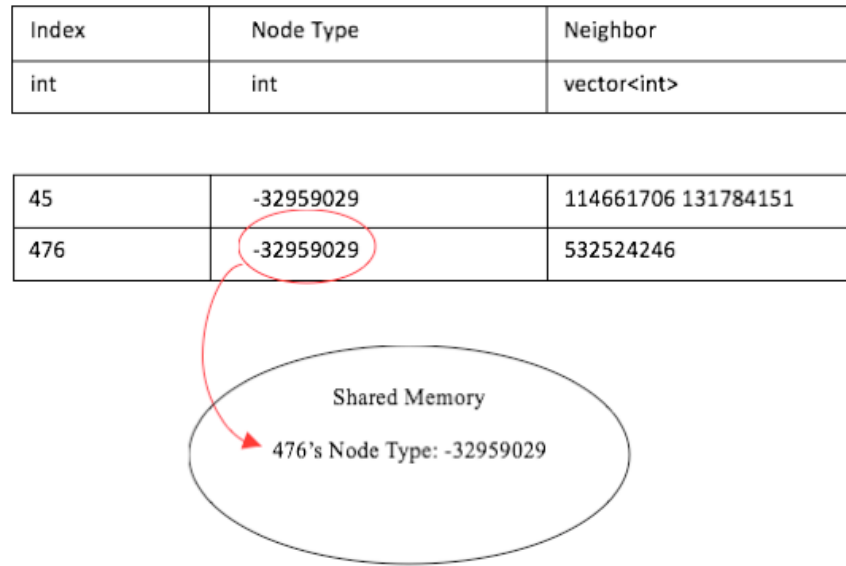 Index Node Type Neighbor
int int vector<int>
45 -32959029 114661706 131784151
476 -32959029 532524246
Shared Memory
476’s Node Type: -32959029